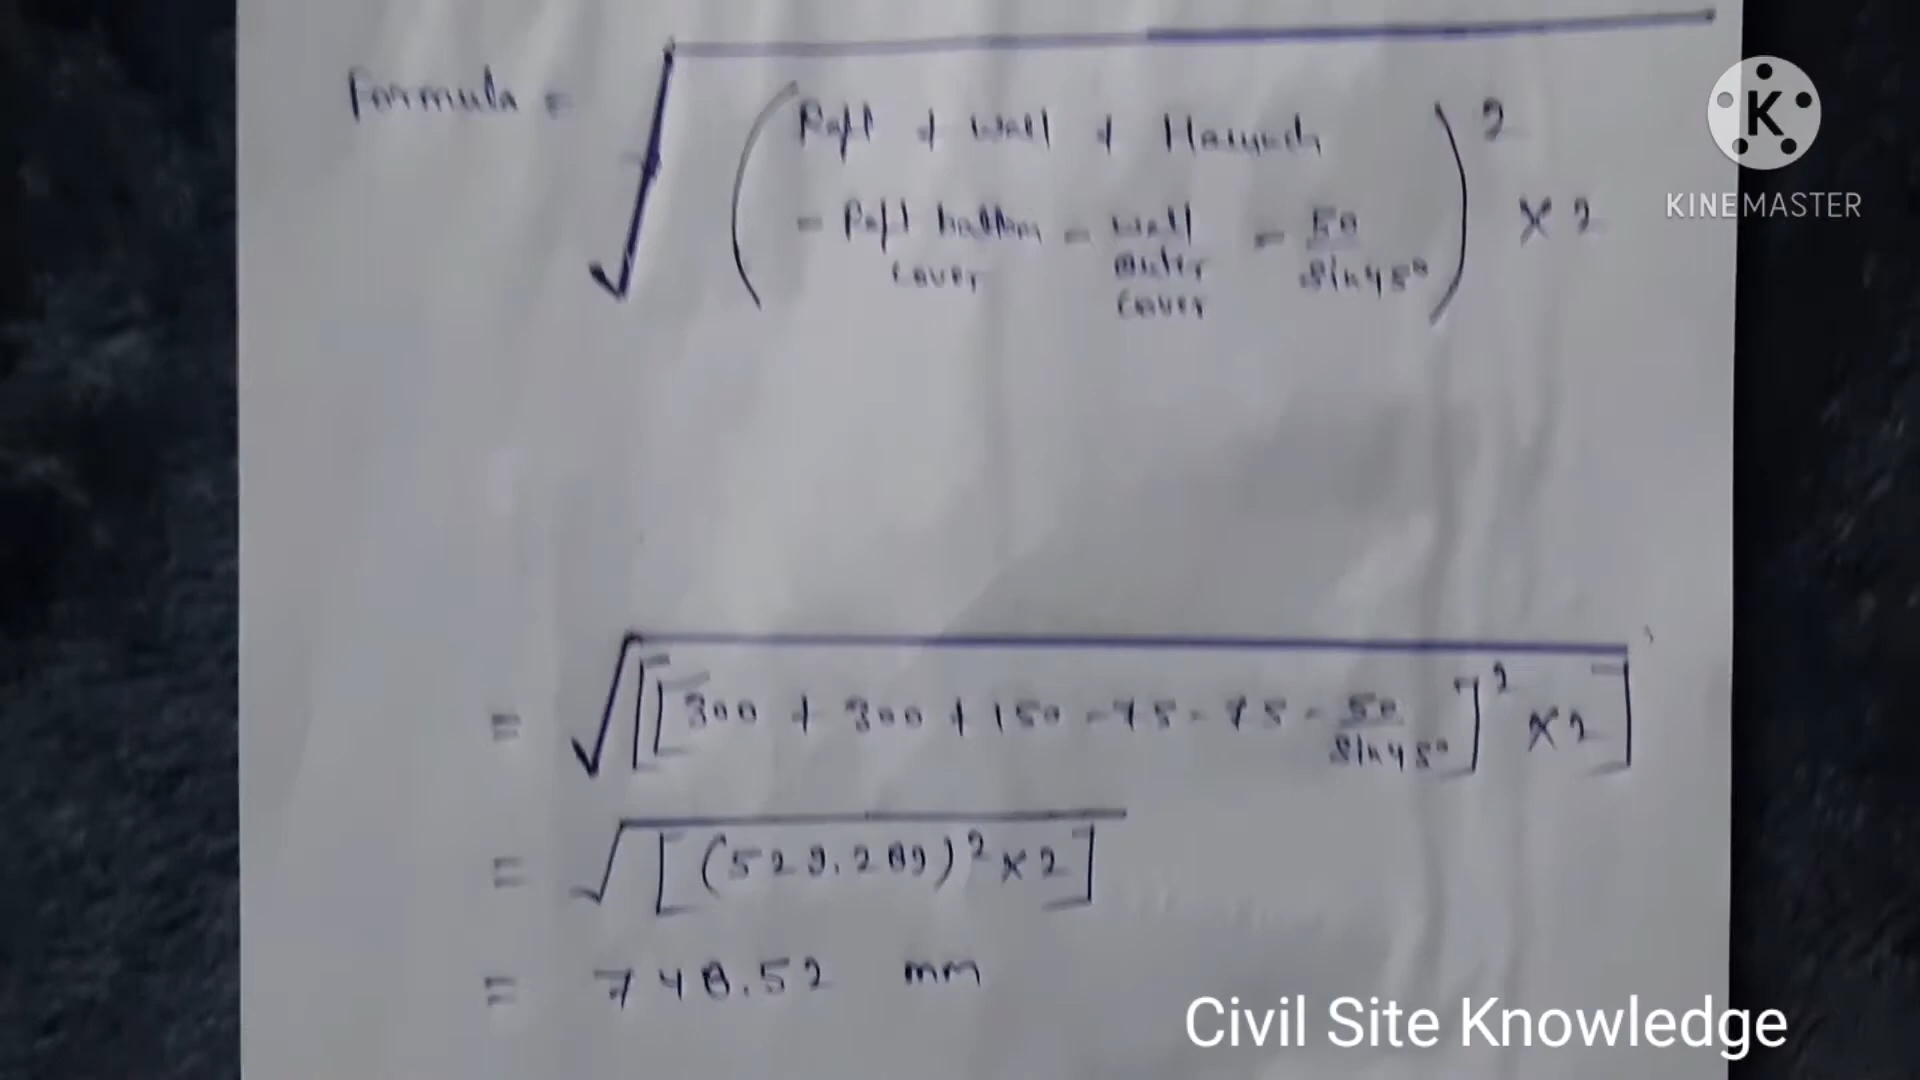 Formula = √ ( Raft + Wall + Haunch
- Raft bottom cover - Wall outer cover - 50/sin45° )² × 2
K
KINEMASTER
= √[[300 + 300 + 150 - 75 - 75 - 50/sin45°]² × 2]
= √[(529.289)² × 2]
= 748.52 mm
Civil Site Knowledge